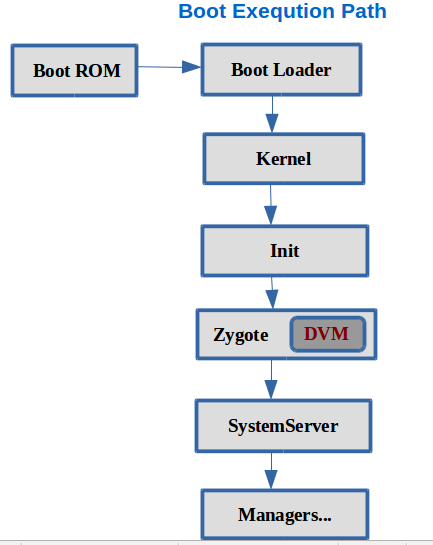 Boot Exeqution Path
Boot ROM
Boot Loader
Kernel
Init
Zygote DVM
SystemServer
Managers...